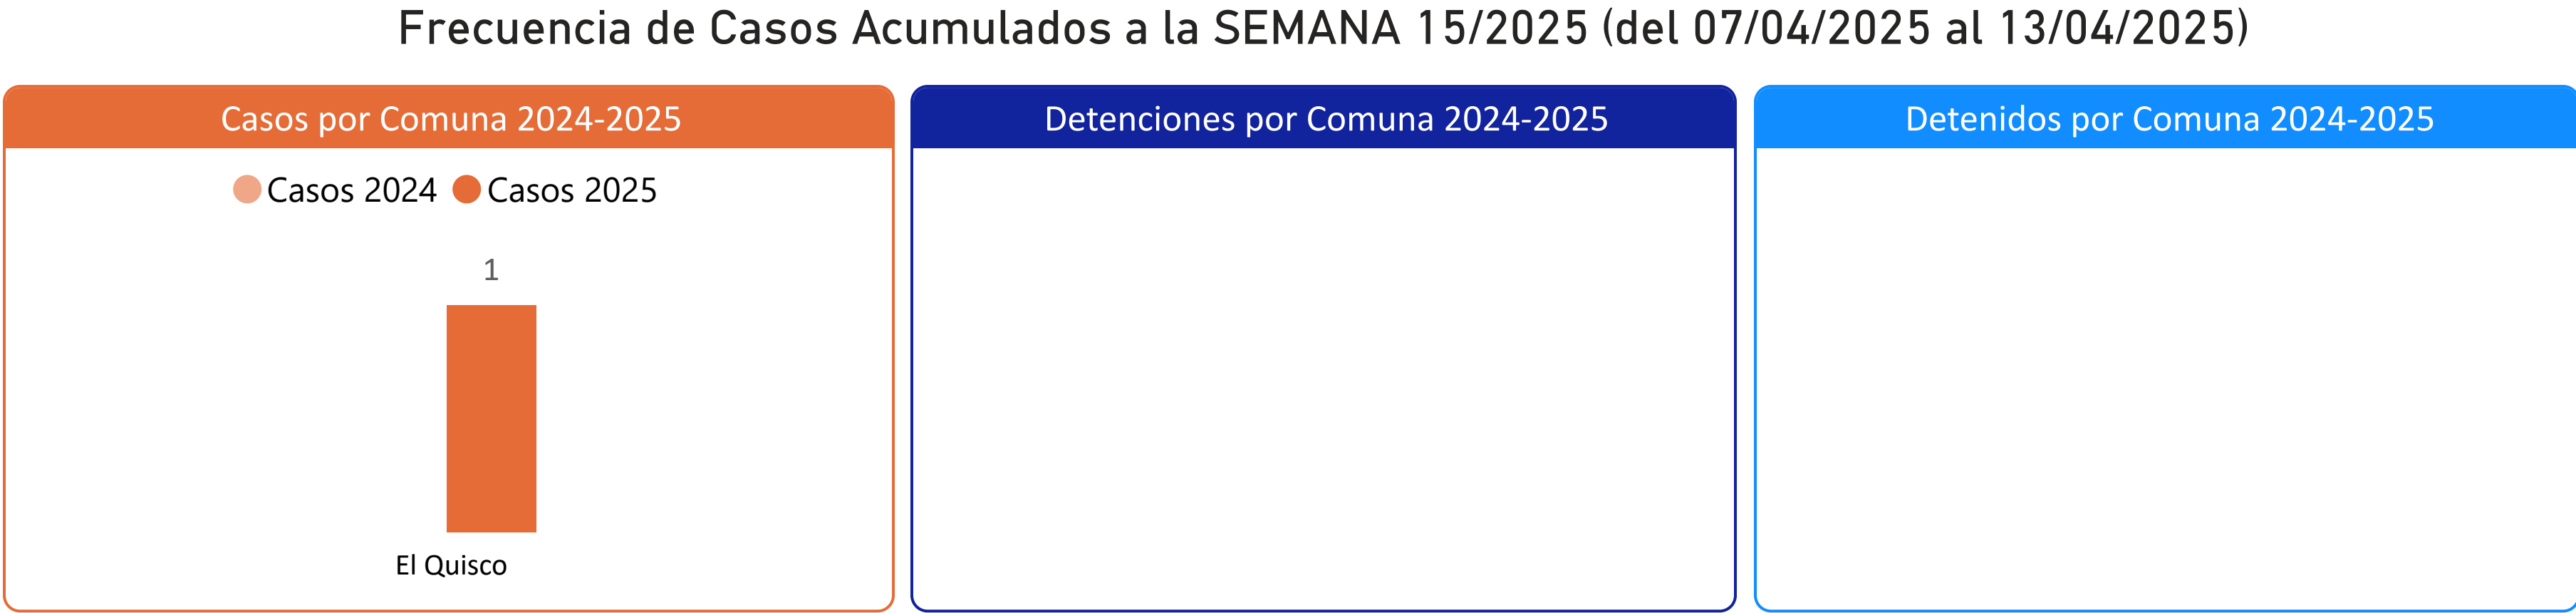 Frecuencia de Casos Acumulados a la SEMANA 15/2025 (del 07/04/2025 al 13/04/2025)
Casos por Comuna 2024-2025
Casos 2024 Casos 2025
1
El Quisco
Detenciones por Comuna 2024-2025
Detenidos por Comuna 2024-2025